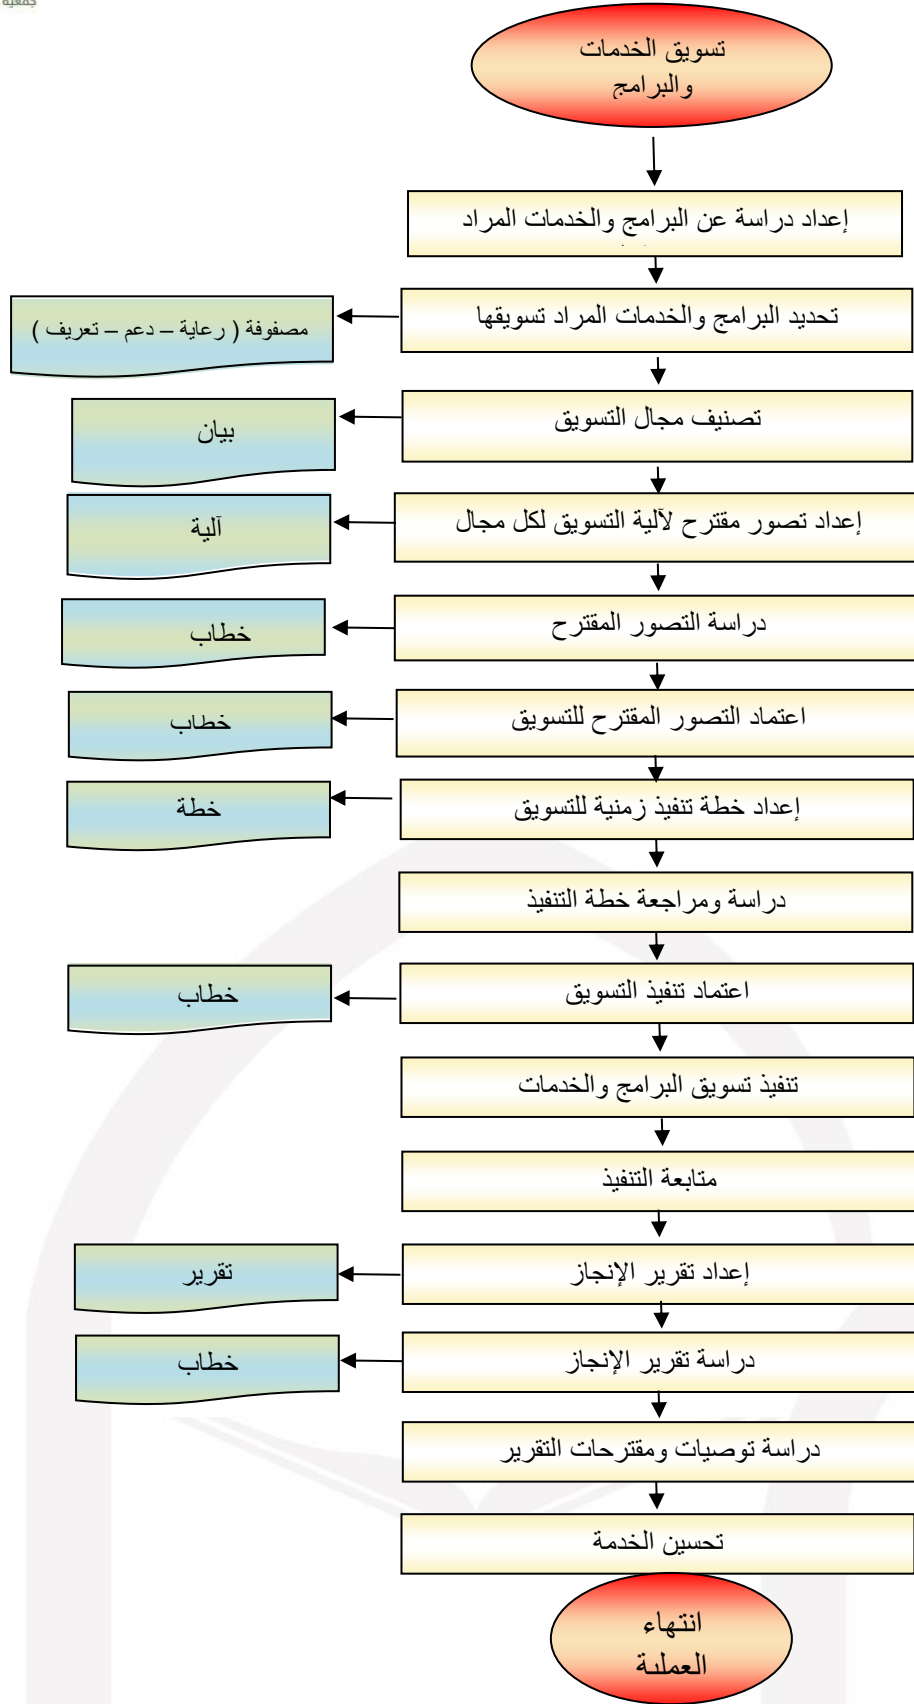 جمعية
تسويق الخدمات
والبرامج
إعداد دراسة عن البرامج والخدمات المراد
تحديد البرامج والخدمات المراد تسويقها
مصفوفة ( رعاية – دعم – تعريف )
تصنيف مجال التسويق
بيان
إعداد تصور مقترح لآلية التسويق لكل مجال
آلية
دراسة التصور المقترح
خطاب
اعتماد التصور المقترح للتسويق
خطاب
إعداد خطة تنفيذ زمنية للتسويق
خطة
دراسة ومراجعة خطة التنفيذ
اعتماد تنفيذ التسويق
خطاب
تنفيذ تسويق البرامج والخدمات
متابعة التنفيذ
إعداد تقرير الإنجاز
تقرير
دراسة تقرير الإنجاز
خطاب
دراسة توصيات ومقترحات التقرير
تحسين الخدمة
انتهاء
العملية